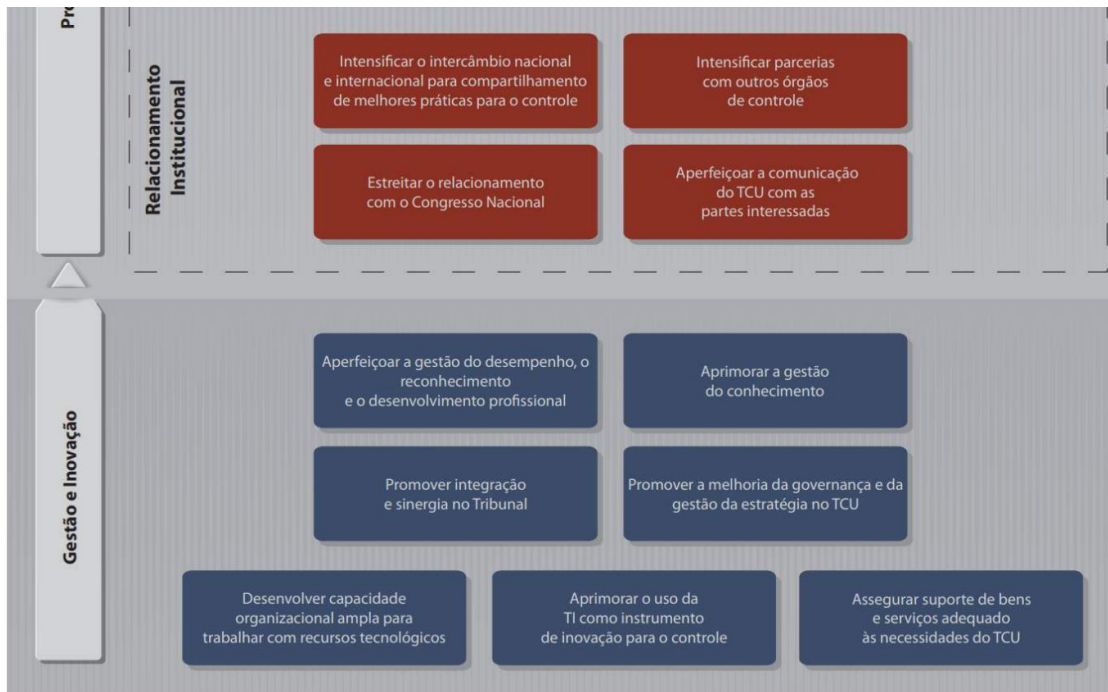 Pro
Relacionamento
Institucional
Intensificar o intercâmbio nacional
e internacional para compartilhamento
de melhores práticas para o controle
Intensificar parcerias
com outros órgãos
de controle
Estreitar o relacionamento
com o Congresso Nacional
Aperfeiçoar a comunicação
do TCU com as
partes interessadas
Gestão e Inovação
Aperfeiçoar a gestão do desempenho, o
reconhecimento
e o desenvolvimento profissional
Aprimorar a gestão
do conhecimento
Promover integração
e sinergia no Tribunal
Promover a melhoria da governança e da
gestão da estratégia no TCU
Desenvolver capacidade
organizacional ampla para
trabalhar com recursos tecnológicos
Aprimorar o uso da
TI como instrumento
de inovação para o controle
Assegurar suporte de bens
e serviços adequado
às necessidades do TCU